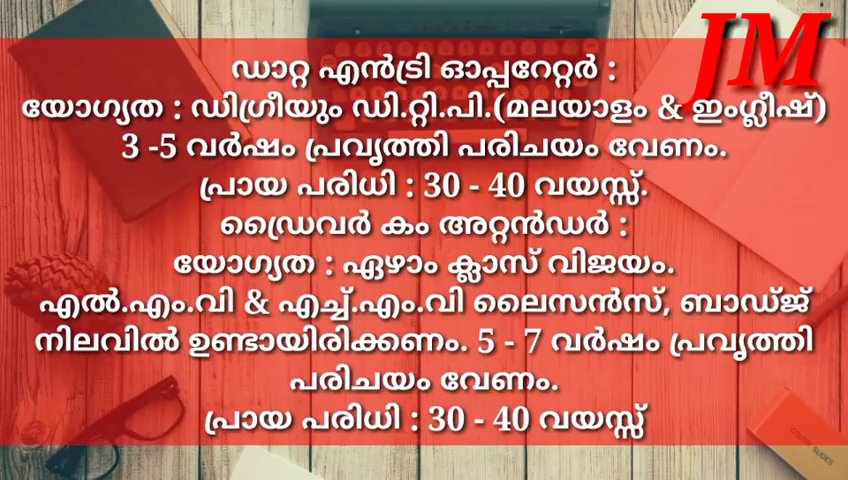 JM
ഡാറ്റ എൻട്രി ഓപ്പറേറ്റർ :
യോഗ്യത : ഡിഗ്രീയും ഡി.റ്റി.പി.(മലയാളം & ഇംഗ്ലീഷ്)
3 -5 വർഷം പ്രവൃത്തി പരിചയം വേണം.
പ്രായ പരിധി : 30 - 40 വയസ്സ്.
ഡ്രൈവർ കം അറ്റൻഡർ :
യോഗ്യത : ഏഴാം ക്ലാസ് വിജയം.
എൽ.എം.വി & എച്ച്.എം.വി ലൈസൻസ്, ബാഡ്ജ്
നിലവിൽ ഉണ്ടായിരിക്കണം. 5 - 7 വർഷം പ്രവൃത്തി
പരിചയം വേണം.
പ്രായ പരിധി : 30 - 40 വയസ്സ്